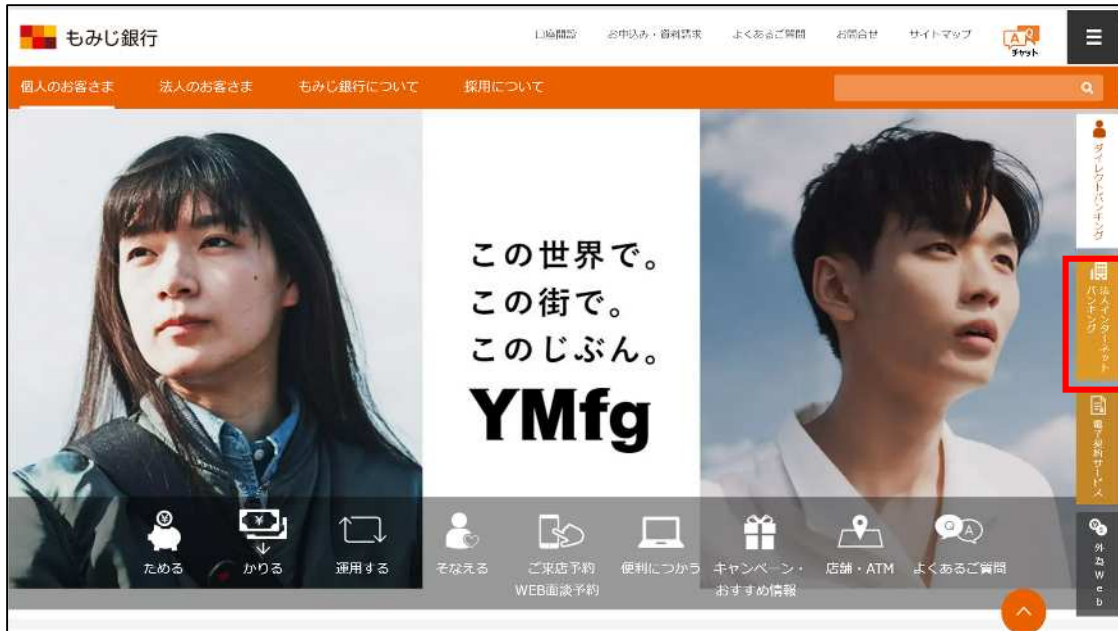 もみじ銀行
口座開設
お申込み・資料請求
よくあるご質問
お問合せ
サイトマップ
A Q
チャット
個人のお客さま
法人のお客さま
もみじ銀行について
採用について
この世界で。
この街で。
このじぶん。
YMfg
ダイレクトバンキング
法人インターネット
バンキング
電子契約サービス
外為Web
ためる
かりる
運用する
そなえる
ご来店予約
WEB面談予約
便利につかう
キャンペーン・
おすすめ情報
店舗・ATM
Q A
よくあるご質問